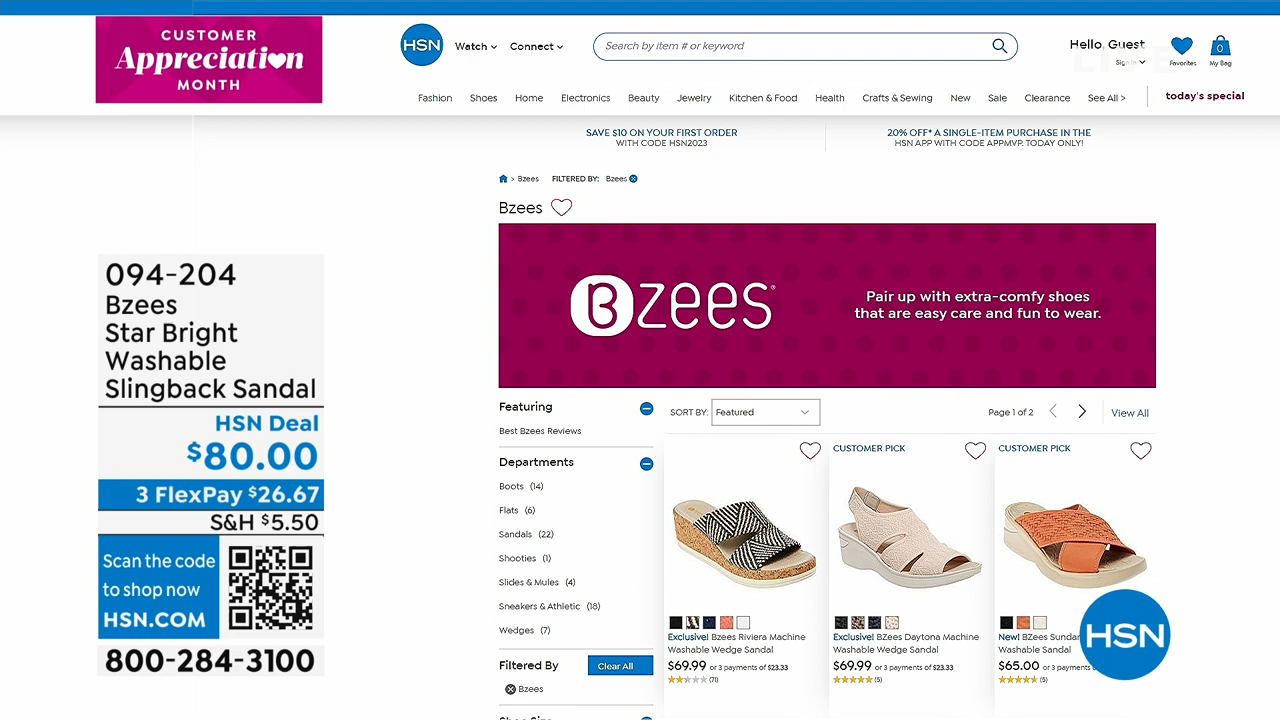 CUSTOMER
Appreciation
MONTH
HSN
Watch
Connect
Search by item # or keyword
Hello, Guest
Sign In
Favorites
0
My Bag
Fashion
Shoes
Home
Electronics
Beauty
Jewelry
Kitchen & Food
Health
Crafts & Sewing
New
Sale
Clearance
See All >
today's special
SAVE $10 ON YOUR FIRST ORDER
WITH CODE HSN2023
20% OFF* A SINGLE-ITEM PURCHASE IN THE
HSN APP WITH CODE APPMVP. TODAY ONLY!
> Bzees
FILTERED BY:
Bzees
Bzees
Bzees®
Pair up with extra-comfy shoes
that are easy care and fun to wear.
094-204
Bzees
Star Bright
Washable
Slingback Sandal
HSN Deal
$80.00
3 FlexPay $26.67
S&H $5.50
Scan the code
to shop now
HSN.COM
800-284-3100
Featuring
Best Bzees Reviews
Departments
Boots (14)
Flats (6)
Sandals (22)
Shooties (1)
Slides & Mules (4)
Sneakers & Athletic (18)
Wedges (7)
Filtered By
Clear All
Bzees
SORT BY:
Featured
Page 1 of 2
View All
Exclusive! Bzees Riviera Machine
Washable Wedge Sandal
$69.99 or 3 payments of $23.33
(71)
CUSTOMER PICK
Exclusive! BZees Daytona Machine
Washable Wedge Sandal
$69.99 or 3 payments of $23.33
(5)
CUSTOMER PICK
New! BZees Sundan
Washable Sandal
$65.00 or 3 payments
(5)
HSN